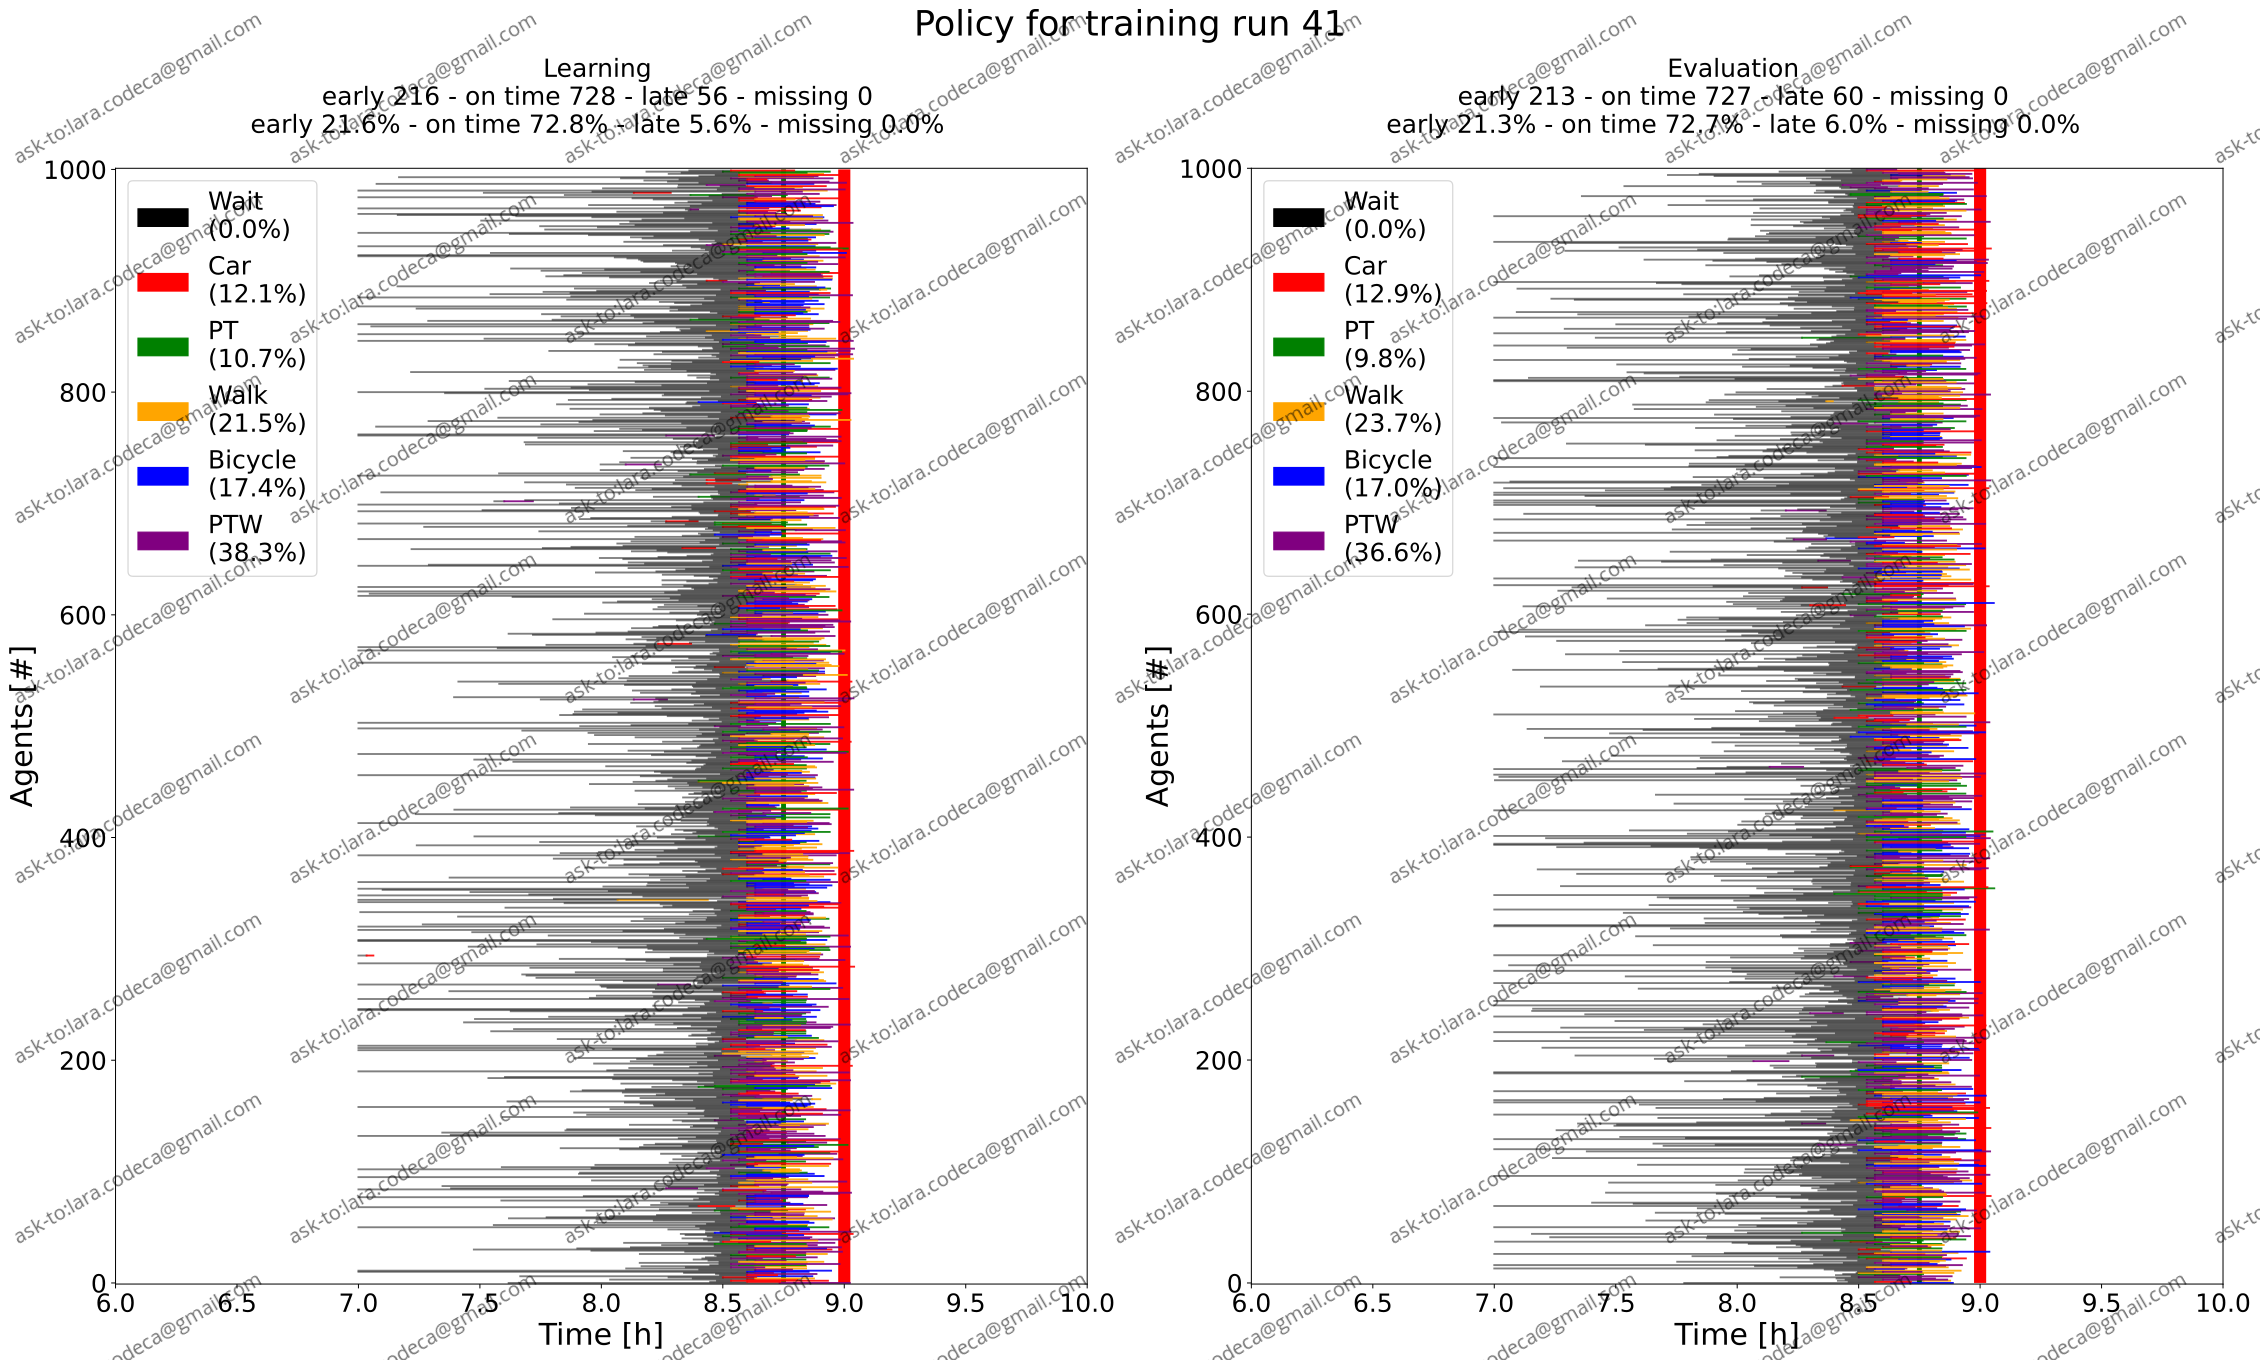 Policy for training run 41
Learning
early 216 - on time 728 - late 56 - missing 0
early 21.6% - on time 72.8% - late 5.6% - missing 0.0%
1000
800
600
400
200
0
Agents [#]
Wait
(0.0%)
Car
(12.1%)
PT
(10.7%)
Walk
(21.5%)
Bicycle
(17.4%)
PTW
(38.3%)
6.0 6.5 7.0 7.5 8.0 8.5 9.0 9.5 10.0
Time [h]
Evaluation
early 213 - on time 727 - late 60 - missing 0
early 21.3% - on time 72.7% - late 6.0% - missing 0.0%
1000
800
600
400
200
0
Agents [#]
Wait
(0.0%)
Car
(12.9%)
PT
(9.8%)
Walk
(23.7%)
Bicycle
(17.0%)
PTW
(36.6%)
6.0 6.5 7.0 7.5 8.0 8.5 9.0 9.5 10.0
Time [h]
ask-to:lara.codeca@gmail.com